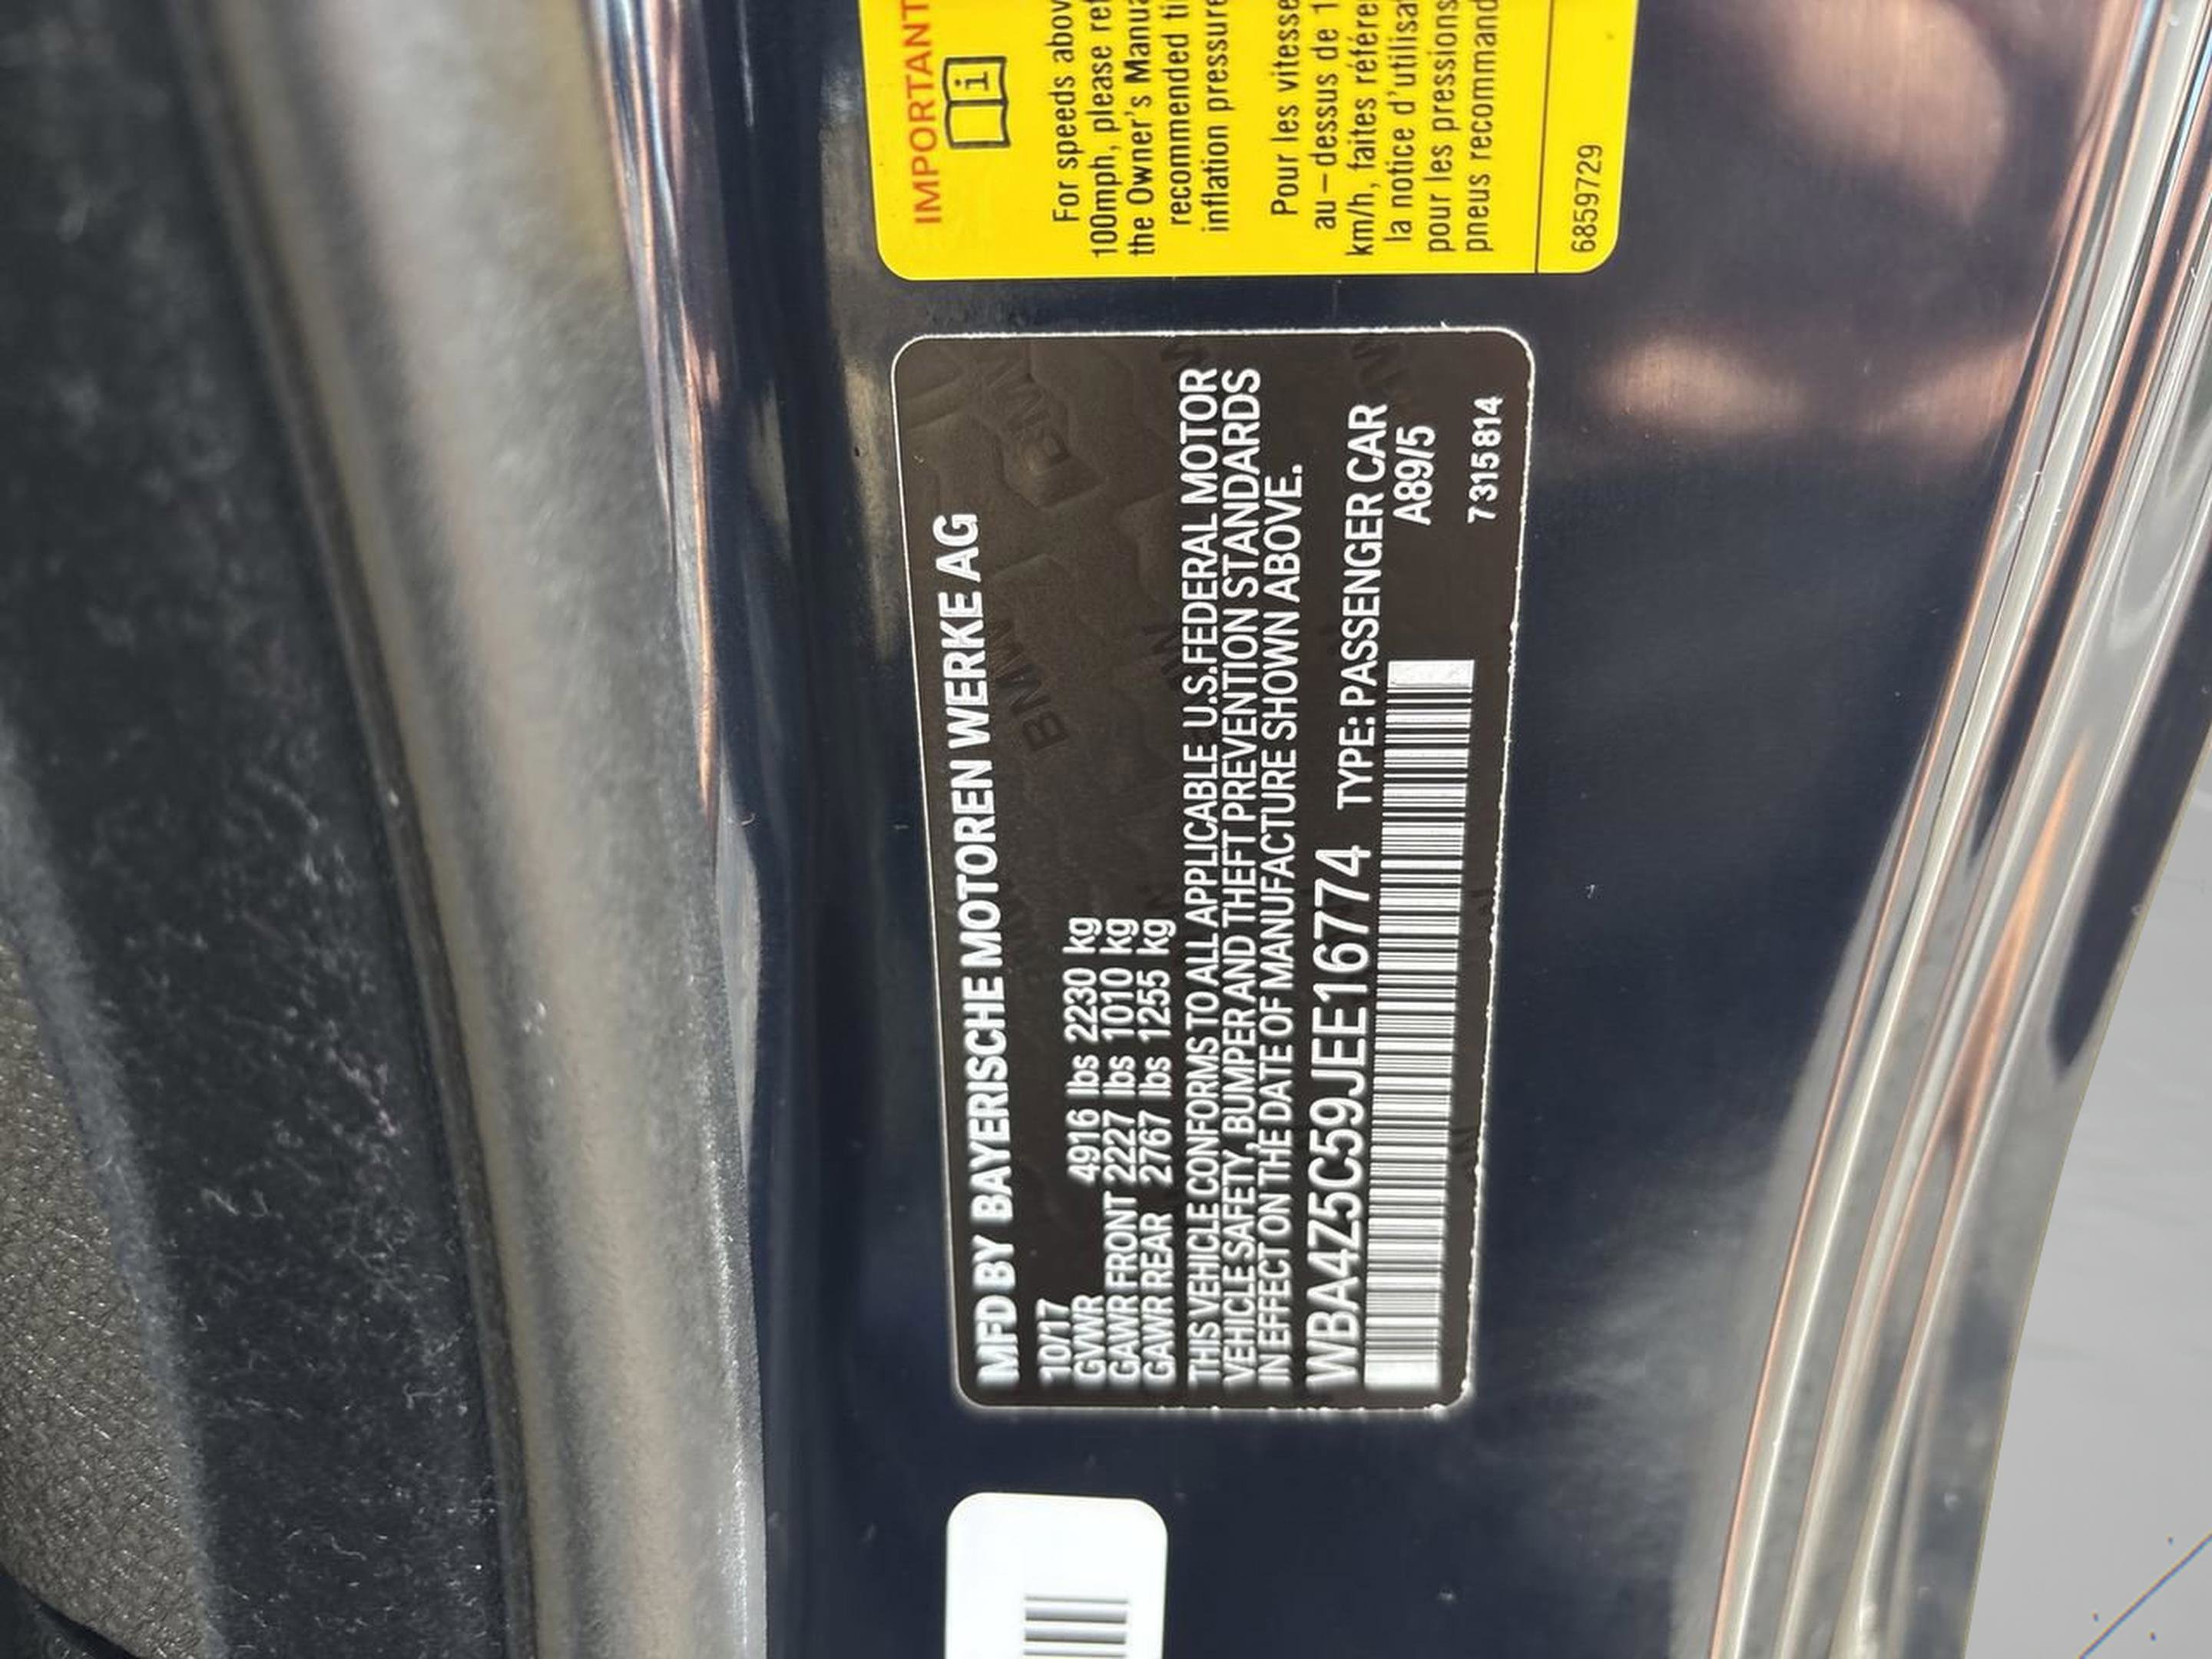 IMPORTANT
For speeds abov
100mph, please ref
the Owner's Manua
recommended ti
inflation pressure
Pour les vitesse
au-dessus de 1
km/h, faites référe
la notice d'utilisat
pour les pressions
pneus recommand
6859729
MFD BY BAYERISCHE MOTOREN WERKE AG
10/17
GVWR 4916 lbs 2230 kg
GAWR FRONT 2227 lbs 1010 kg
GAWR REAR 2767 lbs 1255 kg
THIS VEHICLE CONFORMS TO ALL APPLICABLE U.S.FEDERAL MOTOR
VEHICLE SAFETY, BUMPER AND THEFT PREVENTION STANDARDS
IN EFFECT ON THE DATE OF MANUFACTURE SHOWN ABOVE.
WBA4Z5C59JEE16774 TYPE: PASSENGER CAR
A89/5
7315814